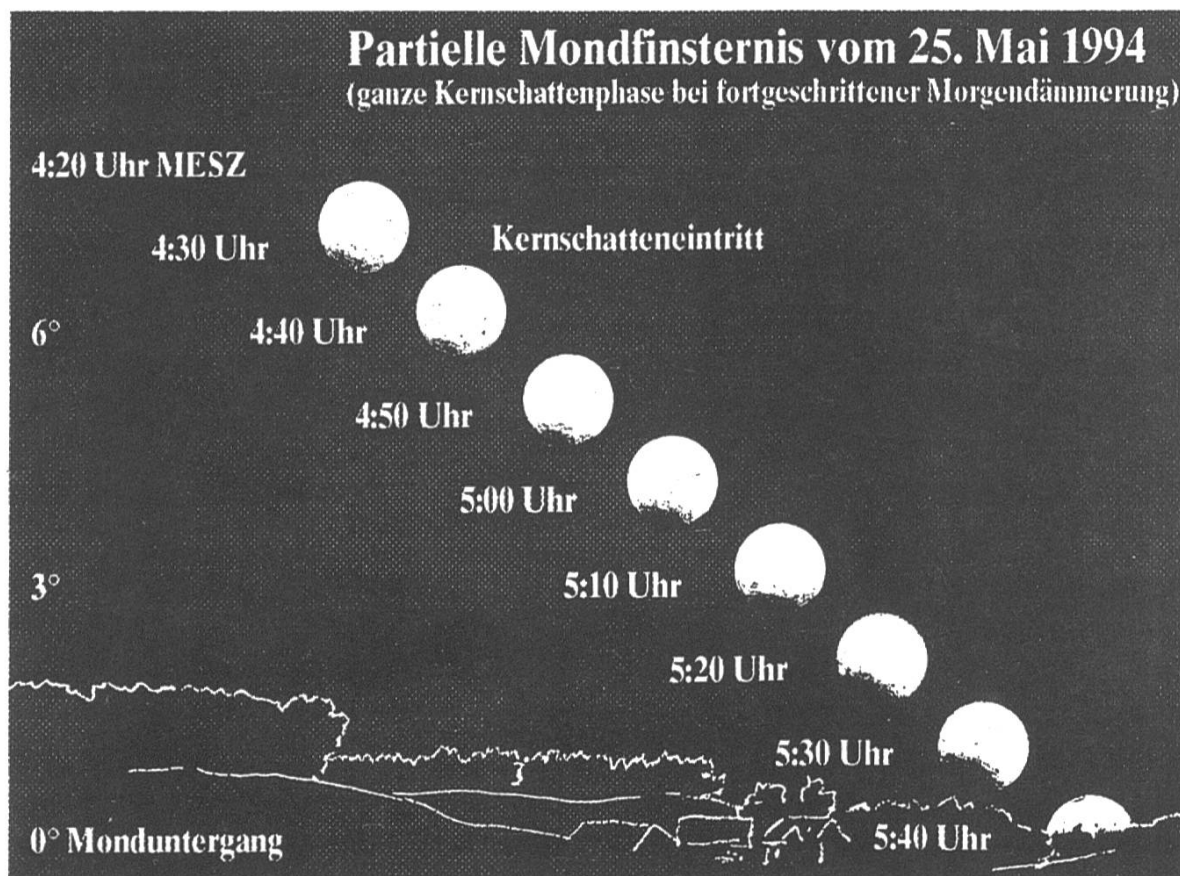 Partielle Mondfinsternis vom 25. Mai 1994
(ganze Kernschattenphase bei fortgeschrittener Morgendämmerung)
4:20 Uhr MESZ
4:30 Uhr
Kernschatteneintritt
6°
4:40 Uhr
4:50 Uhr
5:00 Uhr
3°
5:10 Uhr
5:20 Uhr
5:30 Uhr
0° Monduntergang
5:40 Uhr